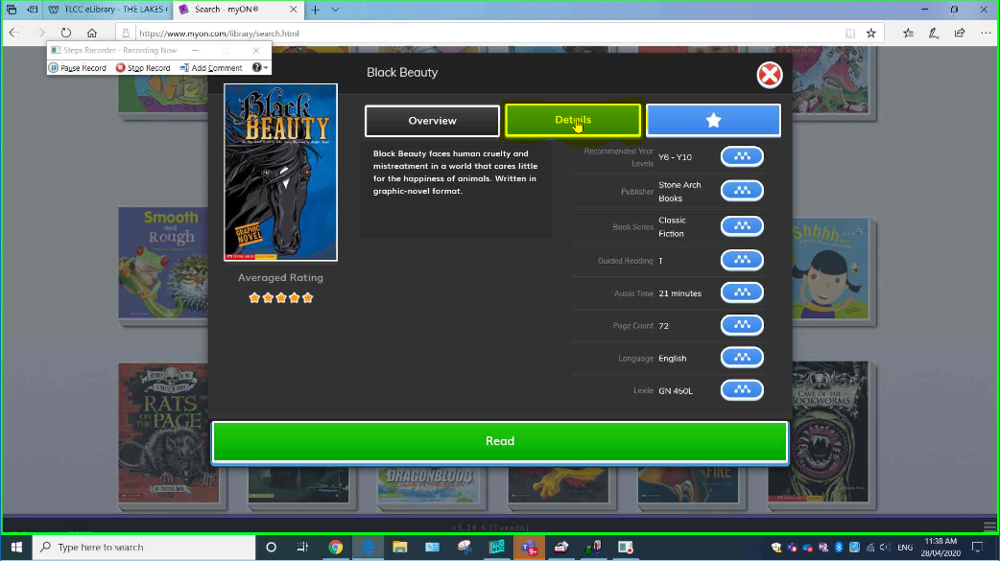 TLCC eLibrary – THE LAKES C
Search - myON®
https://www.myon.com/library/search.html
Steps Recorder - Recording Now
Pause Record
Stop Record
Add Comment
Black Beauty
Overview
Details
Black Beauty faces human cruelty and
mistreatment in a world that cares little
for the happiness of animals. Written in
graphic-novel format.
Recommended Year
Levels
Y6 - Y10
Publisher
Stone Arch
Books
Book Series
Classic
Fiction
Guided Reading
I
Audio Time
21 minutes
Page Count
72
Language
English
Lexile
GN 450L
Black
BEAUTY
GRAPHIC
NOVEL
Averaged Rating
Read
Smooth
and
Rough
Shhhh....
RATS
ON THE
PAGE
DRAGONBLOOD
FIRE
CAVE OF THE
BOOKWORMS
v3.24.4 (Tuxedo)
Type here to search
ENG
11:38 AM
28/04/2020